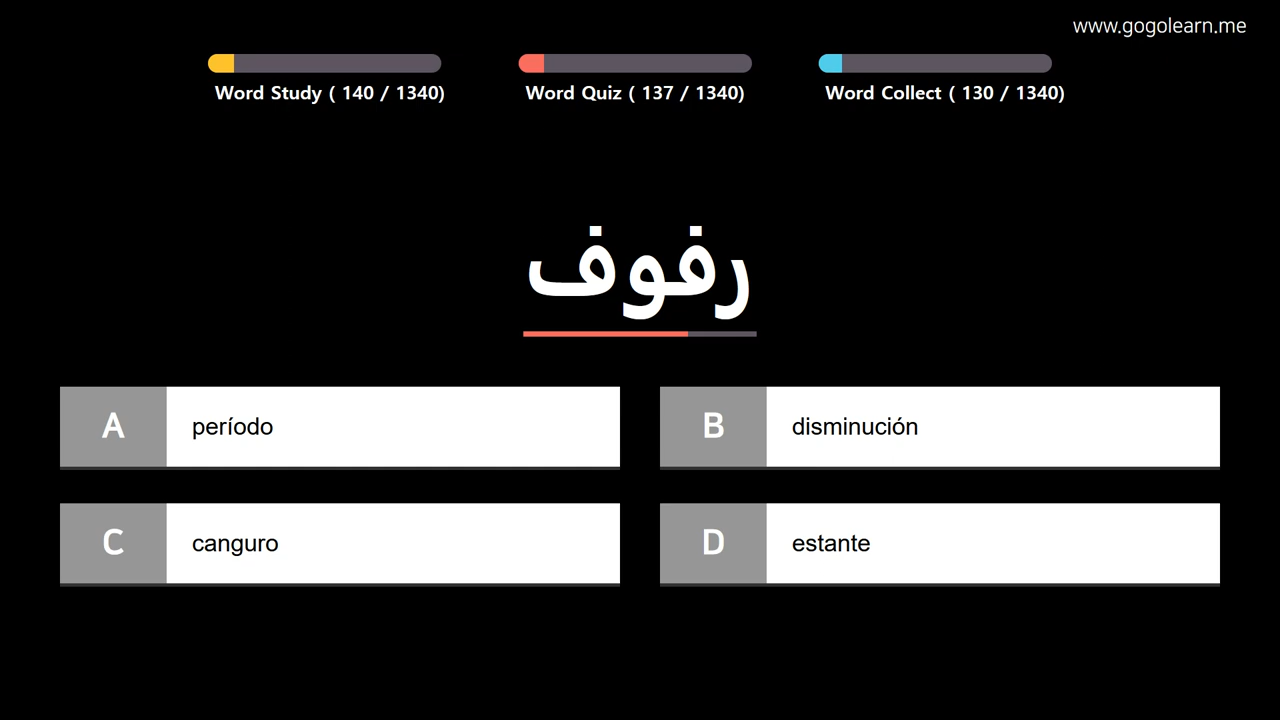 www.gogolearn.me
Word Study ( 140 / 1340)
Word Quiz ( 137 / 1340)
Word Collect ( 130 / 1340)
رفوف
A período
B disminución
C canguro
D estante